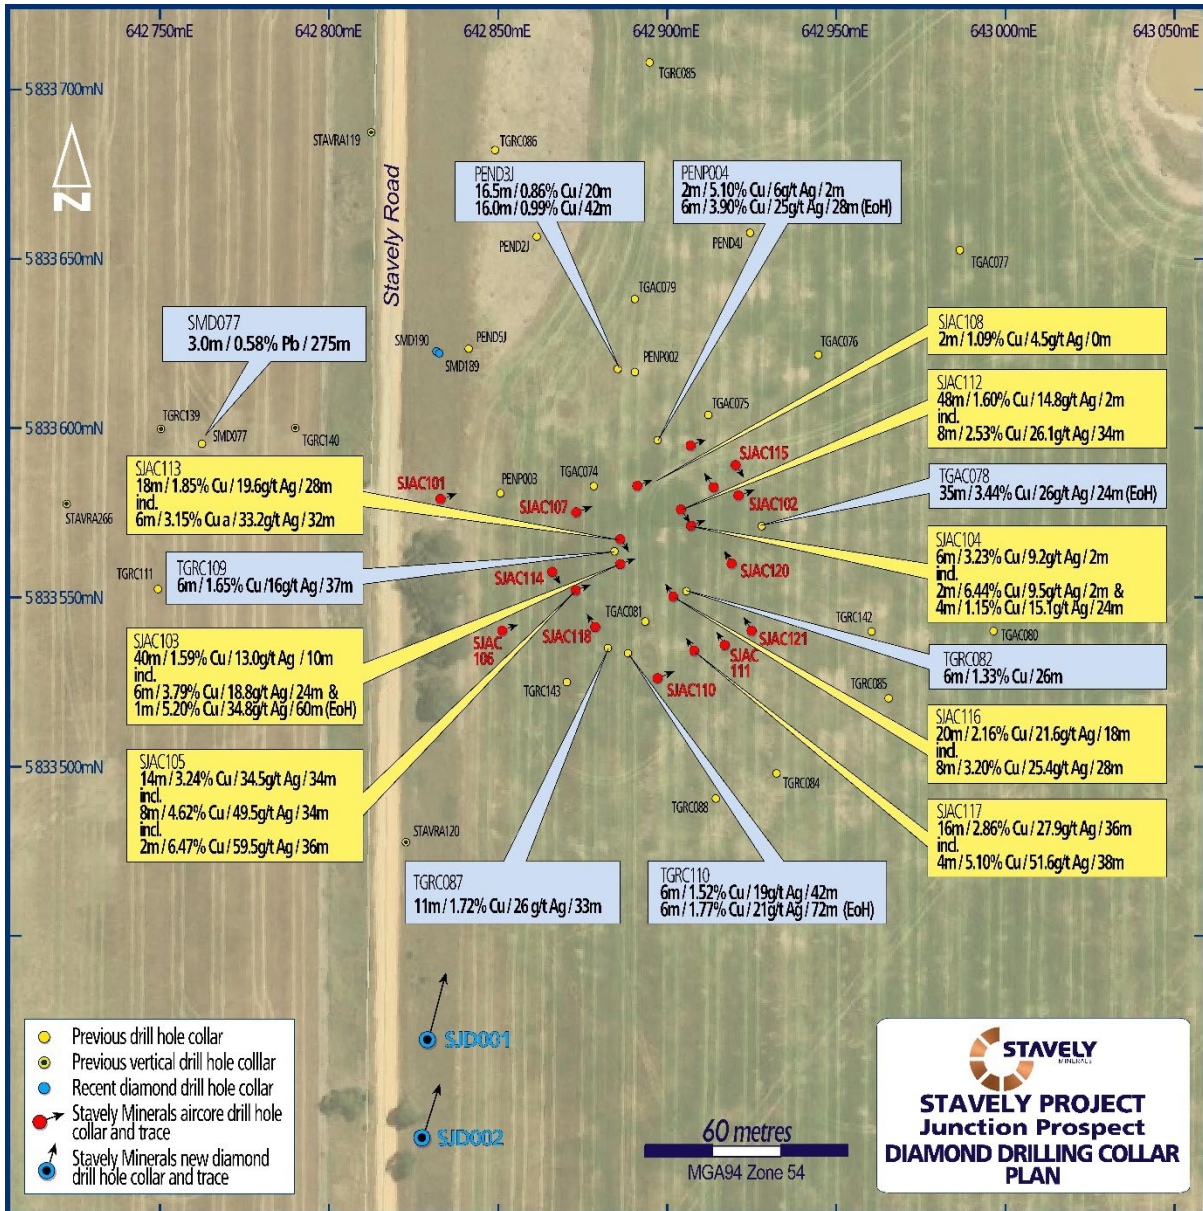 642 750mE
642 800mE
642 850mE
642 900mE
642 950mE
643 000mE
643 050mE
5 833 700mN
5 833 650mN
5 833 600mN
5 833 550mN
5 833 500mN
N
Stavely Road
TGRC085
STAVRA119
TGRC086
PEND3J
16.5m / 0.86% Cu / 20m
16.0m / 0.99% Cu / 42m
PENP004
2m / 5.10% Cu / 6g/t Ag / 2m
6m / 3.90% Cu / 25g/t Ag / 28m (EoH)
PEND2J
PEND4J
TGAC077
TGAC079
SMD077
3.0m / 0.58% Pb / 275m
SMD190
SMD189
PEND5J
PENP002
TGAC076
SJAC108
2m / 1.09% Cu / 4.5g/t Ag / 0m
SJAC112
48m / 1.60% Cu / 14.8g/t Ag / 2m
incl.
8m / 2.53% Cu / 26.1g/t Ag / 34m
TGRC139
SMD077
TGRC140
TGAC075
SJAC113
18m / 1.85% Cu / 19.6g/t Ag / 28m
incl.
6m / 3.15% Cu a / 33.2g/t Ag / 32m
SJAC101
PENP003
TGAC074
SJAC107
SJAC115
SJAC102
TGAC078
35m / 3.44% Cu / 26g/t Ag / 24m (EoH)
STAVRA266
SJAC104
6m / 3.23% Cu / 9.2g/t Ag / 2m
incl.
2m / 6.44% Cu / 9.5g/t Ag / 2m &
4m / 1.15% Cu / 15.1g/t Ag / 24m
TGRC111
TGRC109
6m / 1.65% Cu /16g/t Ag / 37m
SJAC114
SJAC120
SJAC103
40m / 1.59% Cu / 13.0g/t Ag / 10m
incl.
6m / 3.79% Cu / 18.8g/t Ag / 24m &
1m / 5.20% Cu / 34.8g/t Ag / 60m (EoH)
SJAC
106
SJAC118
TGAC081
SJAC121
SJAC
111
TGRC142
TGAC080
TGRC082
6m / 1.33% Cu / 26m
TGRC143
SJAC110
TGRC085
SJAC116
20m / 2.16% Cu / 21.6g/t Ag / 18m
incl.
8m / 3.20% Cu / 25.4g/t Ag / 28m
SJAC105
14m / 3.24% Cu / 34.5g/t Ag / 34m
incl.
8m / 4.62% Cu / 49.5g/t Ag / 34m
incl.
2m / 6.47% Cu / 59.5g/t Ag / 36m
TGRC084
TGRC088
SJAC117
16m / 2.86% Cu / 27.9g/t Ag / 36m
incl.
4m / 5.10% Cu / 51.6g/t Ag / 38m
STAVRA120
TGRC087
11m / 1.72% Cu / 26 g/t Ag / 33m
TGRC110
6m / 1.52% Cu / 19g/t Ag / 42m
6m / 1.77% Cu / 21g/t Ag / 72m (EoH)
SJD001
SJD002
Previous drill hole collar
Previous vertical drill hole colllar
Recent diamond drill hole collar
Stavely Minerals aircore drill hole
collar and trace
Stavely Minerals new diamond
drill hole collar and trace
60 metres
MGA94 Zone 54
STAVELY
MINERALS
STAVELY PROJECT
Junction Prospect
DIAMOND DRILLING COLLAR
PLAN